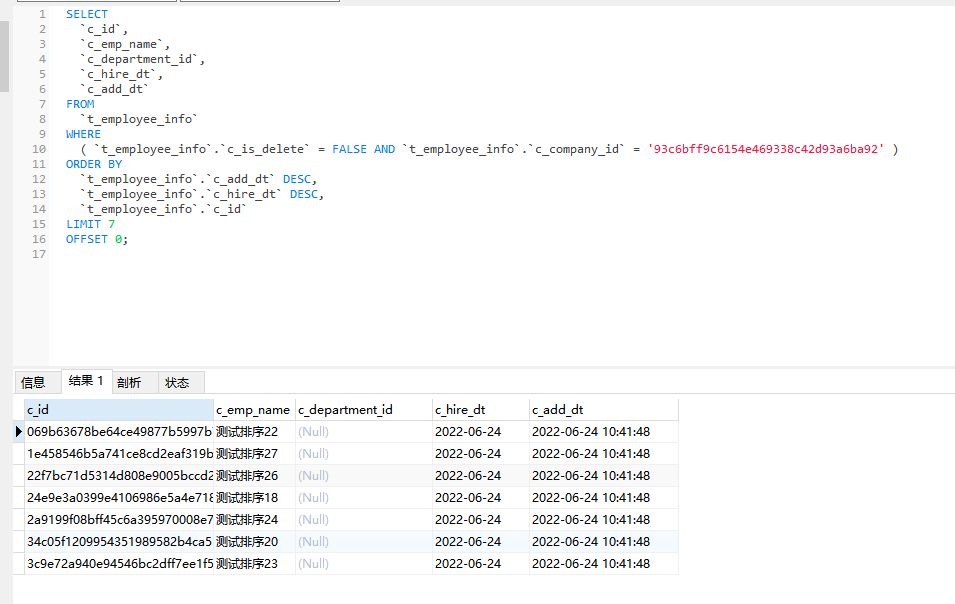 1 SELECT
2 `c_id`,
3 `c_emp_name`,
4 `c_department_id`,
5 `c_hire_dt`,
6 `c_add_dt`
7 FROM
8 `t_employee_info`
9 WHERE
10 ( `t_employee_info`.`c_is_delete` = FALSE AND `t_employee_info`.`c_company_id` = '93c6bff9c6154e469338c42d93a6ba92' )
11 ORDER BY
12 `t_employee_info`.`c_add_dt` DESC,
13 `t_employee_info`.`c_hire_dt` DESC,
14 `t_employee_info`.`c_id`
15 LIMIT 7
16 OFFSET 0;
17
信息 结果 1 剖析 状态
c_id c_emp_name c_department_id c_hire_dt c_add_dt
069b63678be64ce49877b5997b 测试排序22 (Null) 2022-06-24 2022-06-24 10:41:48
1e458546b5a741ce8cd2eaf319b 测试排序27 (Null) 2022-06-24 2022-06-24 10:41:48
22f7bc71d5314d808e9005bccd2 测试排序26 (Null) 2022-06-24 2022-06-24 10:41:48
24e9e3a0399e4106986e5a4e718 测试排序18 (Null) 2022-06-24 2022-06-24 10:41:48
2a9199f08bff45c6a395970008e7 测试排序24 (Null) 2022-06-24 2022-06-24 10:41:48
34c05f1209954351989582b4ca5 测试排序20 (Null) 2022-06-24 2022-06-24 10:41:48
3c9e72a940e94546bc2dff7ee1f5 测试排序23 (Null) 2022-06-24 2022-06-24 10:41:48